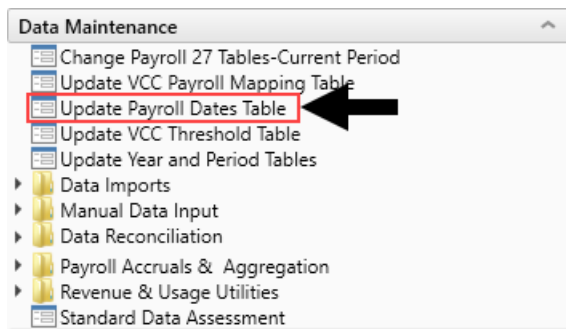 Data Maintenance
Change Payroll 27 Tables-Current Period
Update VCC Payroll Mapping Table
Update Payroll Dates Table
Update VCC Threshold Table
Update Year and Period Tables
Data Imports
Manual Data Input
Data Reconciliation
Payroll Accruals & Aggregation
Revenue & Usage Utilities
Standard Data Assessment